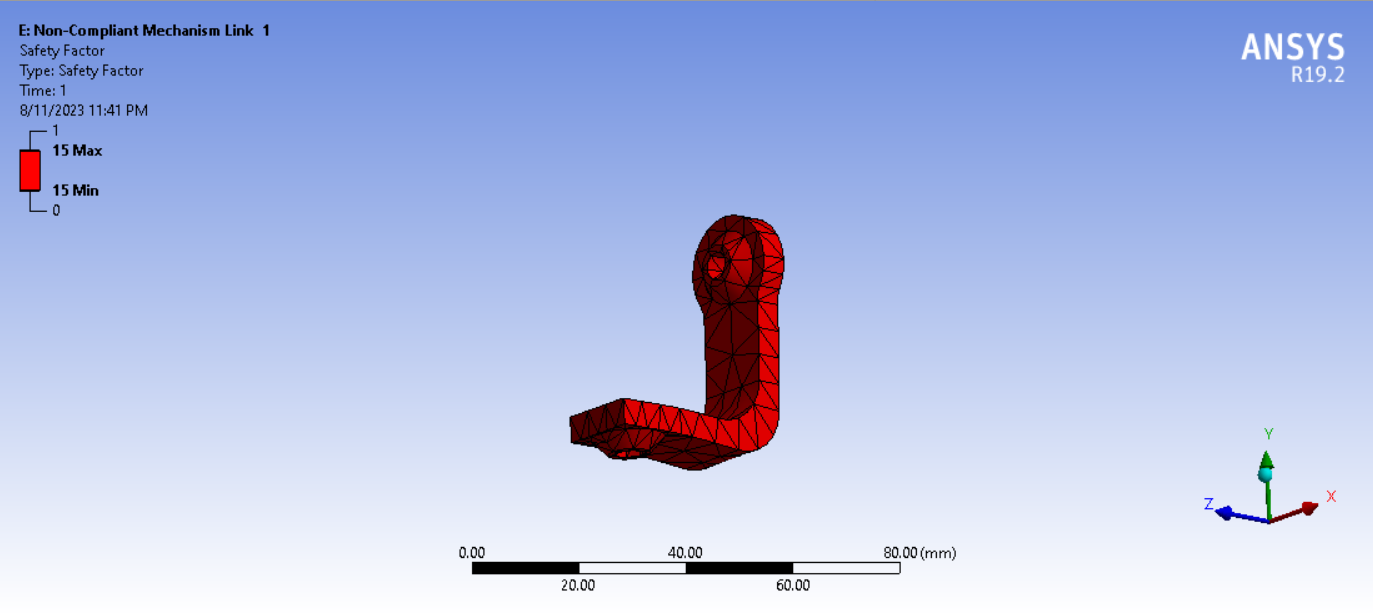 E: Non-Compliant Mechanism Link 1
Safety Factor
Type: Safety Factor
Time: 1
8/11/2023 11:41 PM
1
15 Max
15 Min
0
ANSYS
R19.2
Y
Z
X
0.00 40.00 80.00 (mm)
20.00 60.00